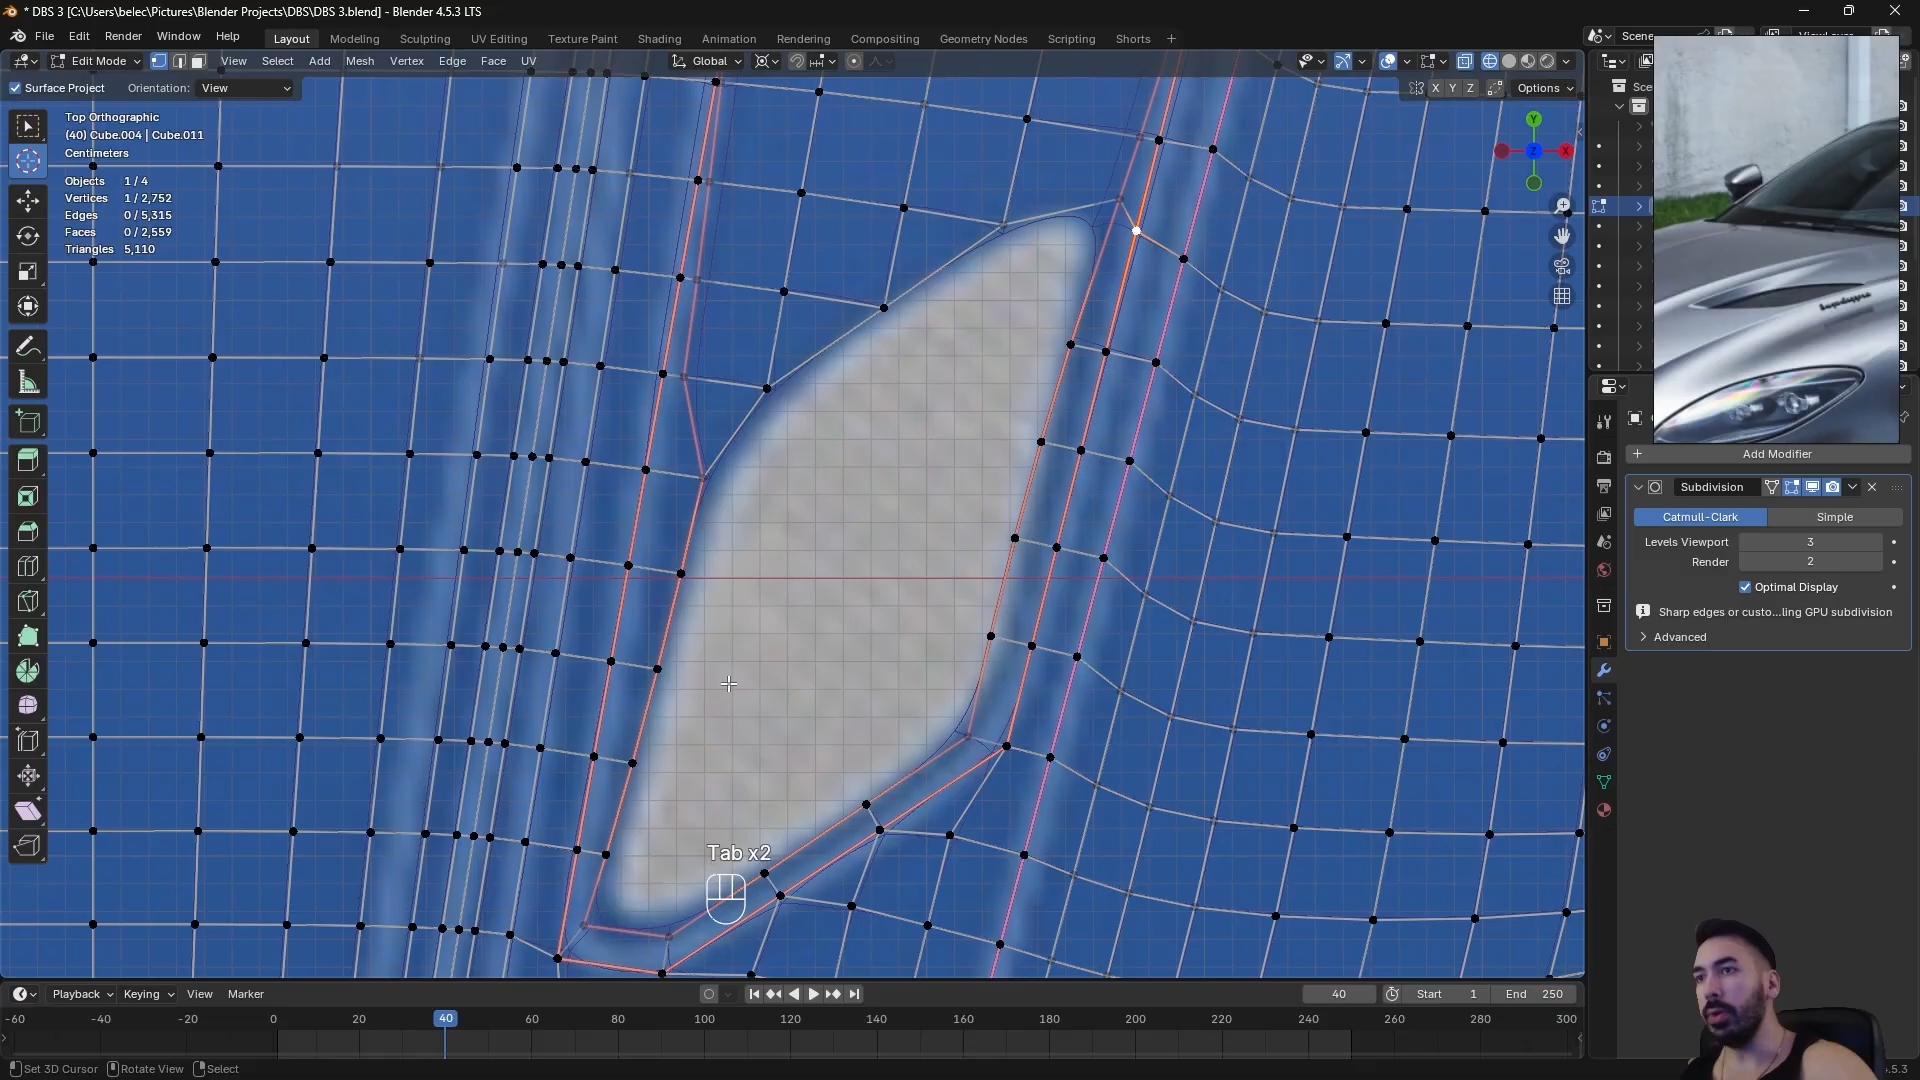 * DBS 3 [C:\Users\belec\Pictures\Blender Projects\DBS\DBS 3.blend] - Blender 4.5.3 LTS
File Edit Render Window Help Layout Modeling Sculpting UV Editing Texture Paint Shading Animation Rendering Compositing Geometry Nodes Scripting Shorts + Scene
Edit Mode View Select Add Mesh Vertex Edge Face UV Global
Surface Project Orientation: View X Y Z Options
Top Orthographic
(40) Cube.004 | Cube.011
Centimeters
Objects 1 / 4
Vertices 1 / 2,752
Edges 0 / 5,315
Faces 0 / 2,559
Triangles 5,110
Y
Z X
Sce
+ Add Modifier
Subdivision
Catmull-Clark Simple
Levels Viewport 3
Render 2
Optimal Display
Sharp edges or custo...ling GPU subdivision
Advanced
Tab x2
Playback Keying View Marker 40 Start 1 End 250
-60 -40 -20 0 20 40 60 80 100 120 140 160 180 200 220 240 260 280 300
Set 3D Cursor Rotate View Select
.5.3